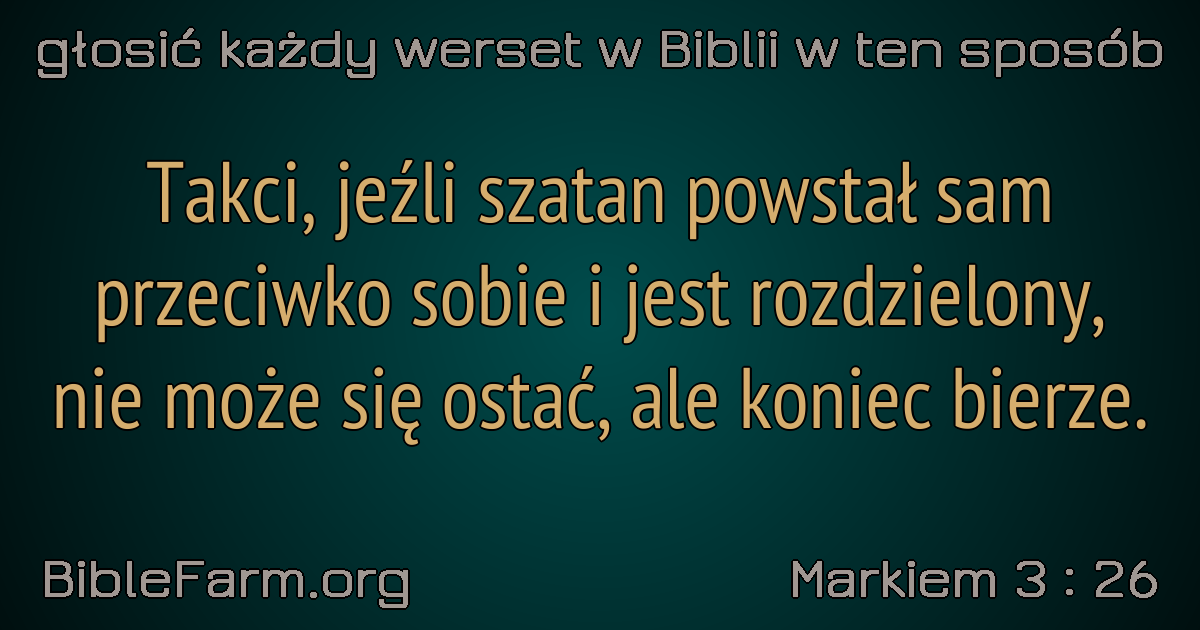 głosić każdy werset w Biblii w ten sposób
Takci, jeźli szatan powstał sam
przeciwko sobie i jest rozdzielony,
nie może się ostać, ale koniec bierze.
BibleFarm.org
Markiem 3 : 26